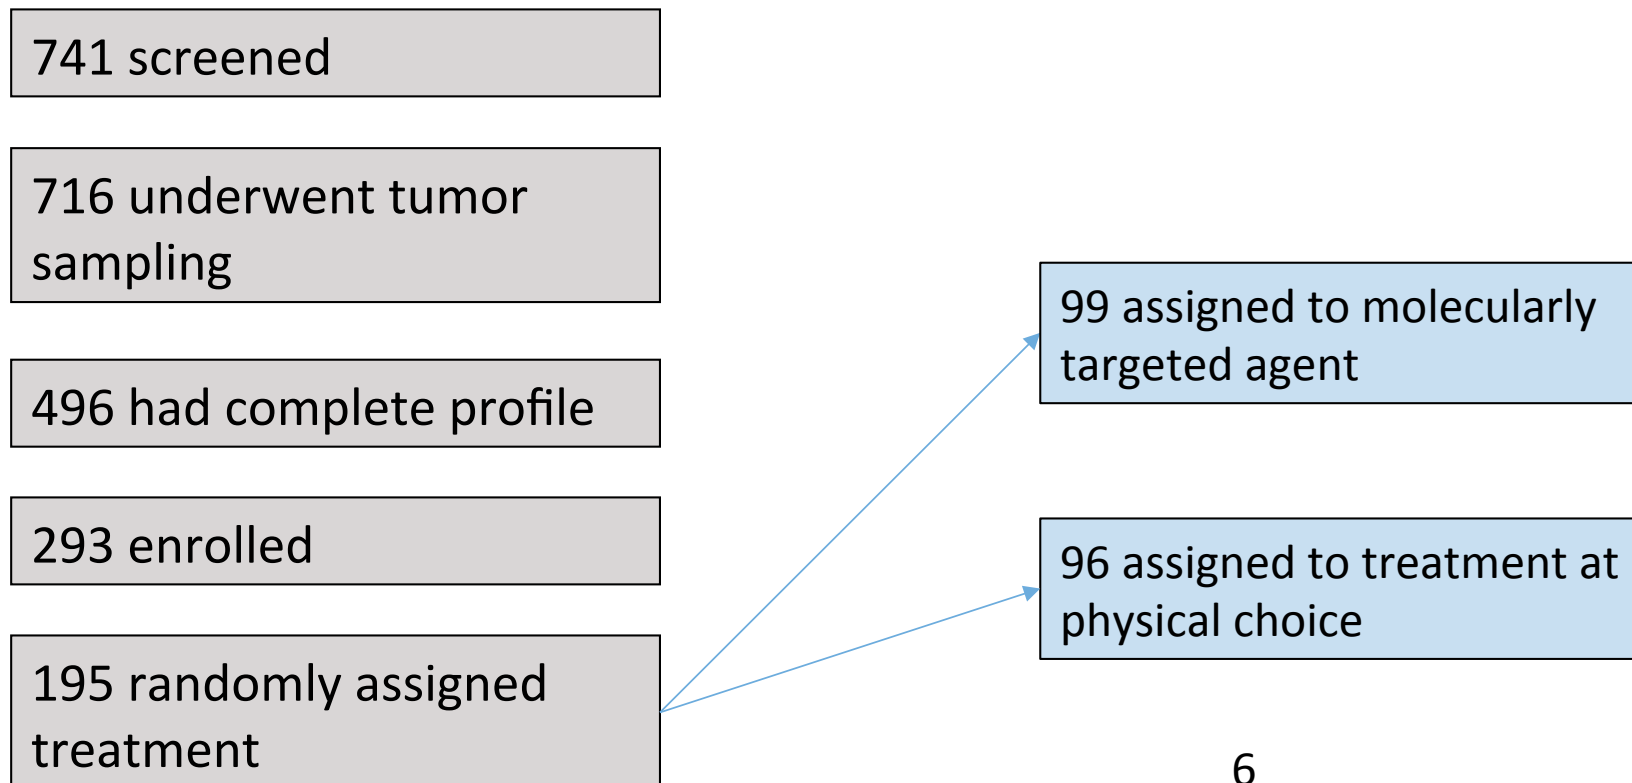 741 screened
716 underwent tumor
sampling
496 had complete profile
293 enrolled
195 randomly assigned
treatment
99 assigned to molecularly
targeted agent
96 assigned to treatment at
physical choice
6